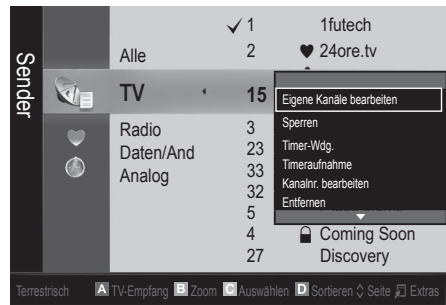 Sender
✓ 1 1futech
Alle 2 ♥ 24ore.tv
TV 15
Radio 3
Daten/And 23
Analog 33
32
5
4 Coming Soon
27 Discovery
Eigene Kanäle bearbeiten
Sperren
Timer-Wdg.
Timeraufnahme
Kanalnr. bearbeiten
Entfernen
Terrestrisch A TV-Empfang B Zoom C Auswählen D Sortieren Seite Extras